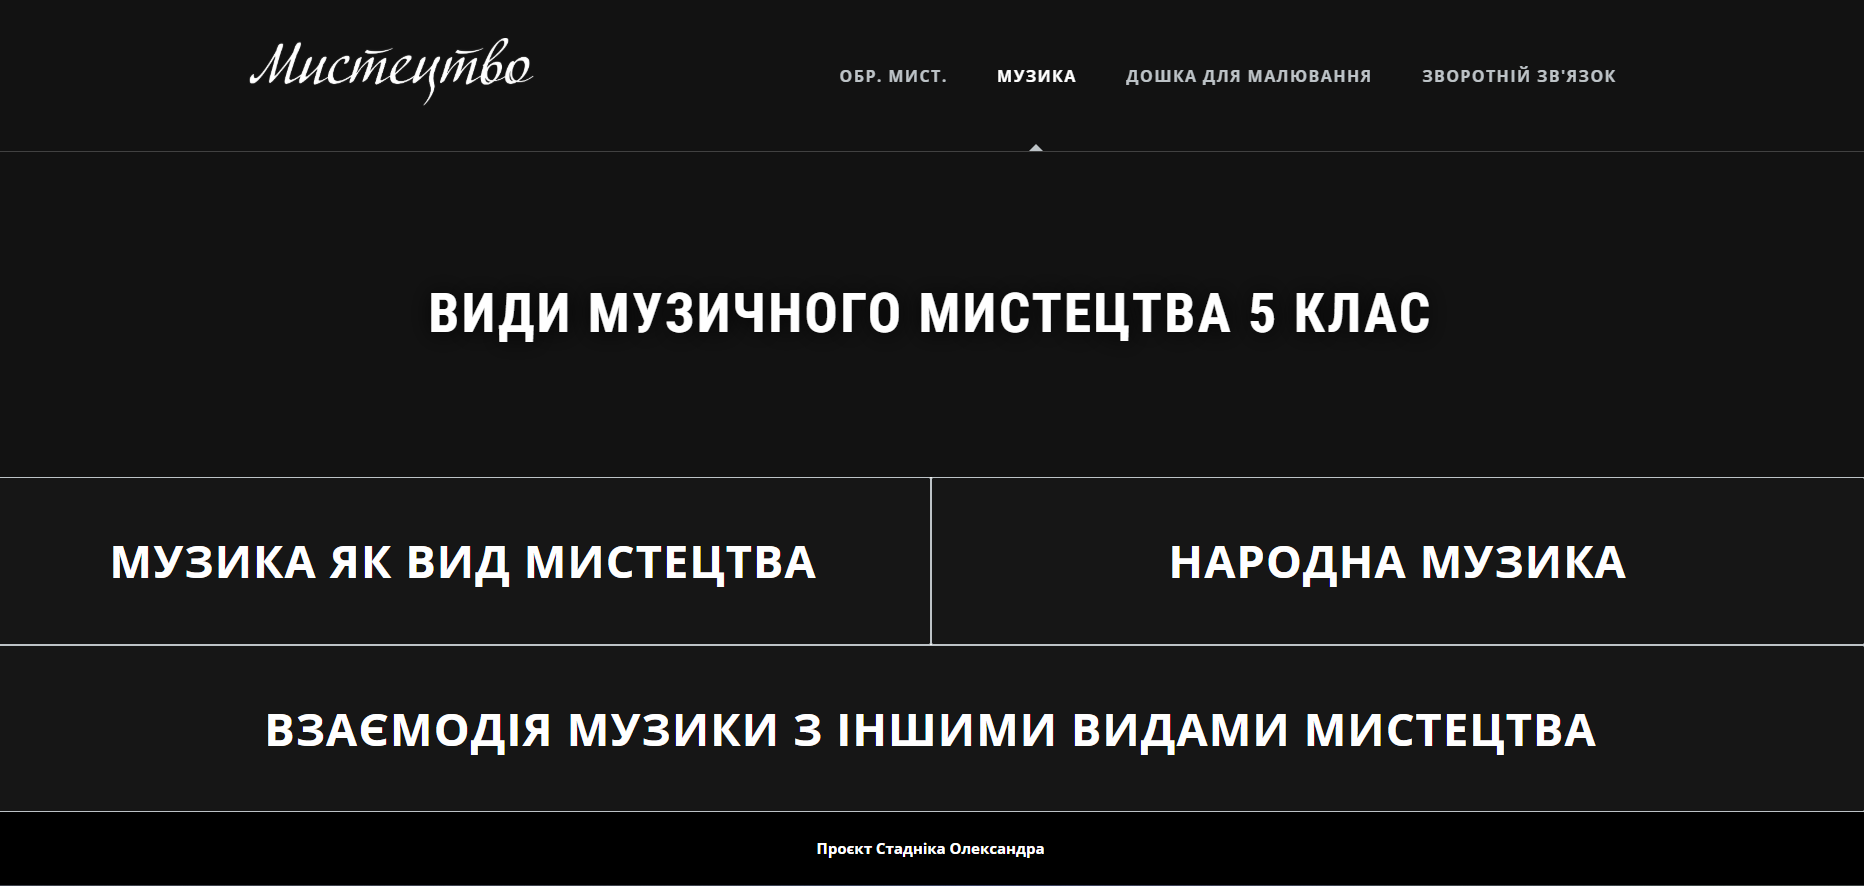 Мистецтво
ОБР. МИСТ.
МУЗИКА
ДОШКА ДЛЯ МАЛЮВАННЯ
ЗВОРОТНІЙ ЗВ'ЯЗОК
ВИДИ МУЗИЧНОГО МИСТЕЦТВА 5 КЛАС
МУЗИКА ЯК ВИД МИСТЕЦТВА
НАРОДНА МУЗИКА
ВЗАЄМОДІЯ МУЗИКИ З ІНШИМИ ВИДАМИ МИСТЕЦТВА
Проєкт Стадніка Олександра